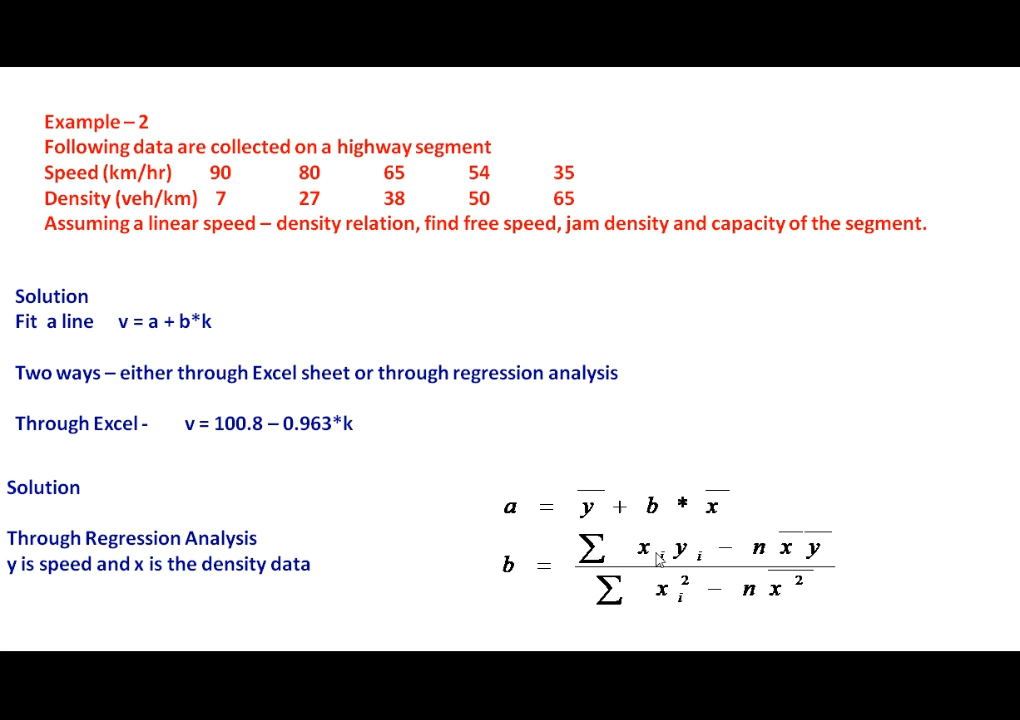 Example – 2
Following data are collected on a highway segment
Speed (km/hr) 90 80 65 54 35
Density (veh/km) 7 27 38 50 65
Assuming a linear speed – density relation, find free speed, jam density and capacity of the segment.
Solution
Fit a line v = a + b*k
Two ways – either through Excel sheet or through regression analysis
Through Excel - v = 100.8 – 0.963*k
Solution
Through Regression Analysis
y is speed and x is the density data
a = y̅ + b * x̅
b = (∑ xᵢ yᵢ – n x̅ y̅) / (∑ xᵢ² – n x̅²)